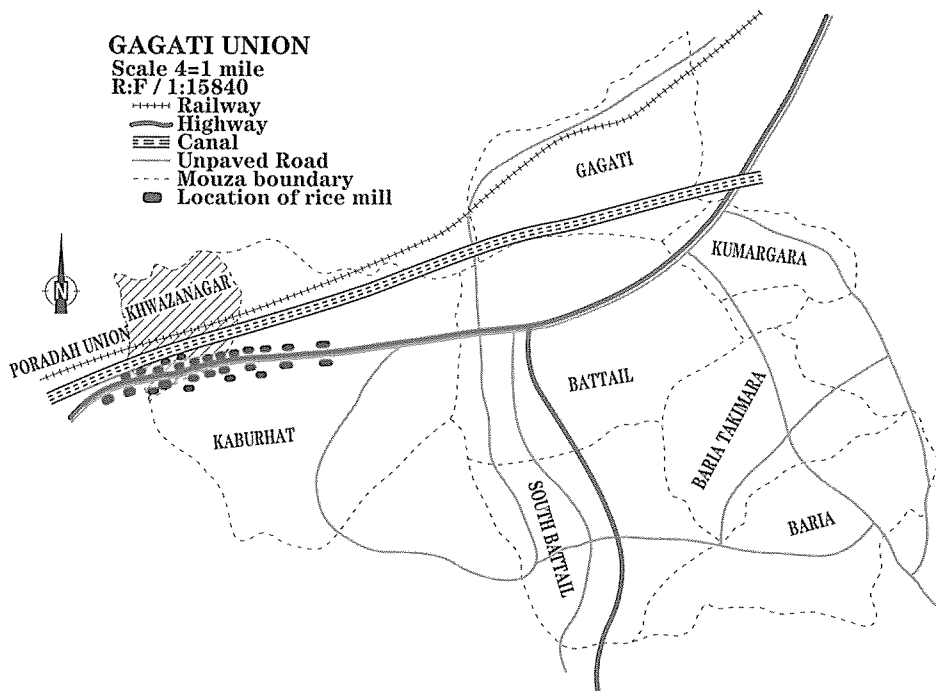 GAGATI UNION
Scale 4=1 mile
R:F / 1:15840
Railway
Highway
Canal
Unpaved Road
Mouza boundary
Location of rice mill
GAGATI
KUMARGARA
N
KHWAZANAGAR
PORADAH UNION
BATTAIL
BARIA TAKIMARA
KABURHAT
SOUTH BATTAIL
BARIA